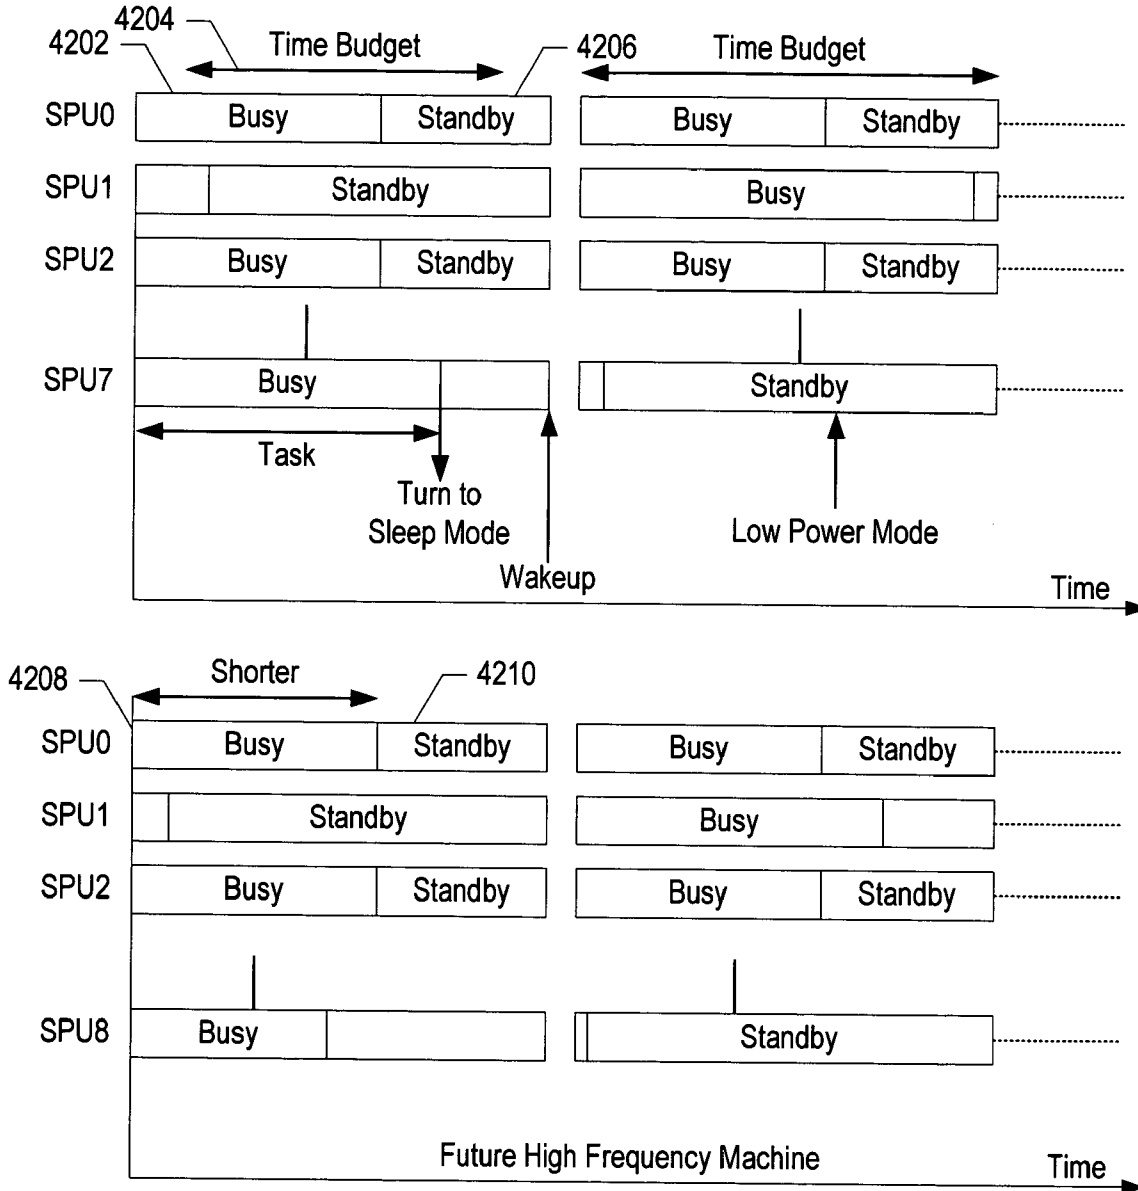 4204
4202
Time Budget
4206
Time Budget
SPU0
Busy
Standby
Busy
Standby
SPU1
Standby
Busy
SPU2
Busy
Standby
Busy
Standby
SPU7
Busy
Standby
Task
Turn to
Sleep Mode
Low Power Mode
Wakeup
Time
4208
Shorter
4210
SPU0
Busy
Standby
Busy
Standby
SPU1
Standby
Busy
SPU2
Busy
Standby
Busy
Standby
SPU8
Busy
Standby
Future High Frequency Machine
Time